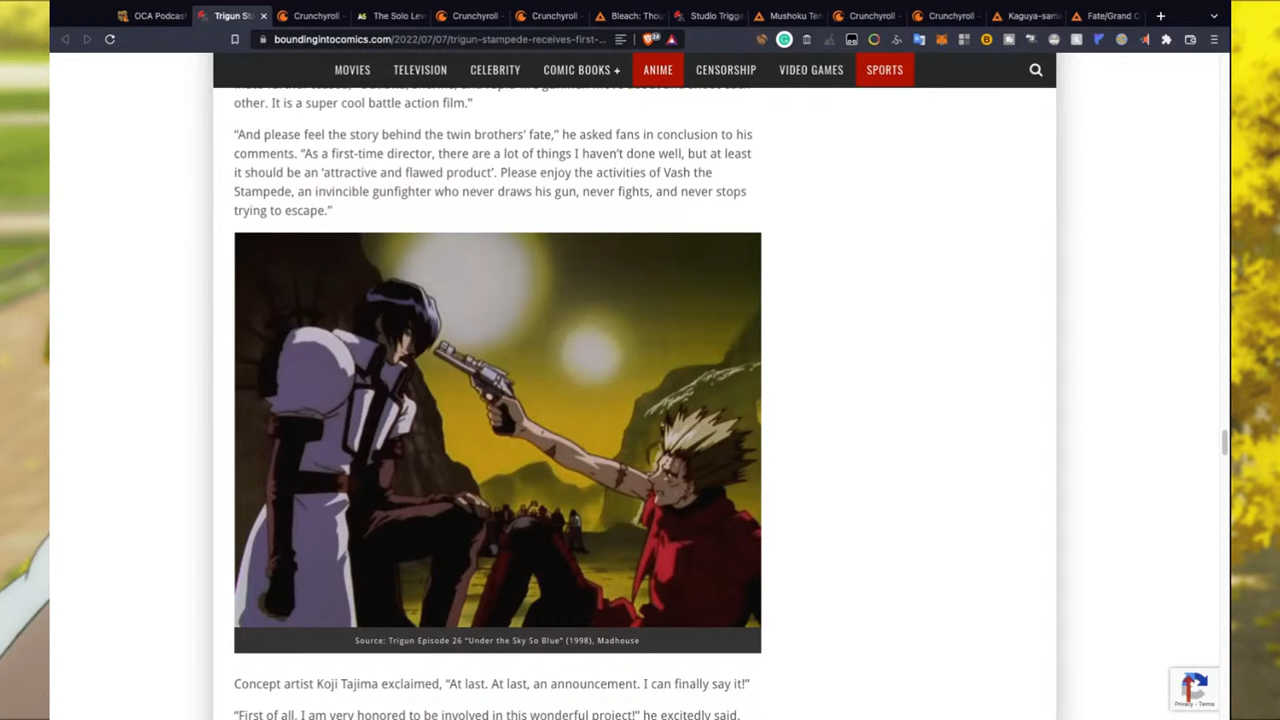 OCA Podcast
Trigun St
Crunchyroll
The Solo Lev
Crunchyroll
Crunchyroll
Bleach: Thou
Studio Trigge
Mushoku Ten
Crunchyroll
Crunchyroll
Kaguya-sama
Fate/Grand C
boundingintocomics.com/2022/07/07/trigun-stampede-receives-first-...
MOVIES
TELEVISION
CELEBRITY
COMIC BOOKS +
ANIME
CENSORSHIP
VIDEO GAMES
SPORTS
other. It is a super cool battle action film."
"And please feel the story behind the twin brothers' fate," he asked fans in conclusion to his
comments. "As a first-time director, there are a lot of things I haven't done well, but at least
it should be an 'attractive and flawed product'. Please enjoy the activities of Vash the
Stampede, an invincible gunfighter who never draws his gun, never fights, and never stops
trying to escape."
Source: Trigun Episode 26 "Under the Sky So Blue" (1998), Madhouse
Concept artist Koji Tajima exclaimed, "At last. At last, an announcement. I can finally say it!"
"First of all, I am very honored to be involved in this wonderful project!" he excitedly said.
Privacy - Terms